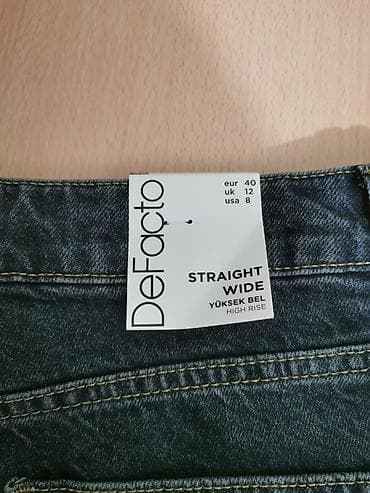 DeFacto
eur 40
uk 12
usa 8
STRAIGHT
WIDE
YÜKSEK BEL
HIGH RISE